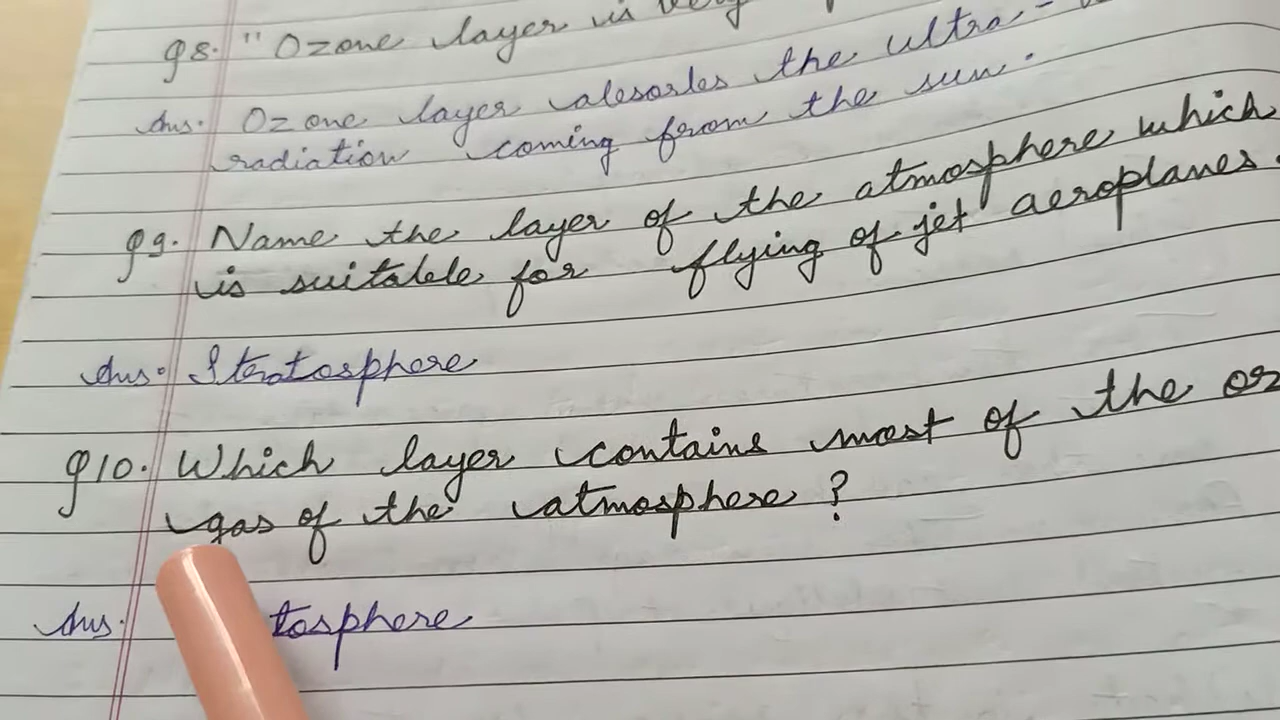 Q8. "Ozone layer is very
Ans. Ozone layer absorbs the ultra-
radiation coming from the sun.
Q9. Name the layer of the atmosphere which
is suitable for flying of jet aeroplanes.
Ans. Stratosphere
Q10. Which layer contains most of the oz
gas of the atmosphere ?
Ans. tosphere